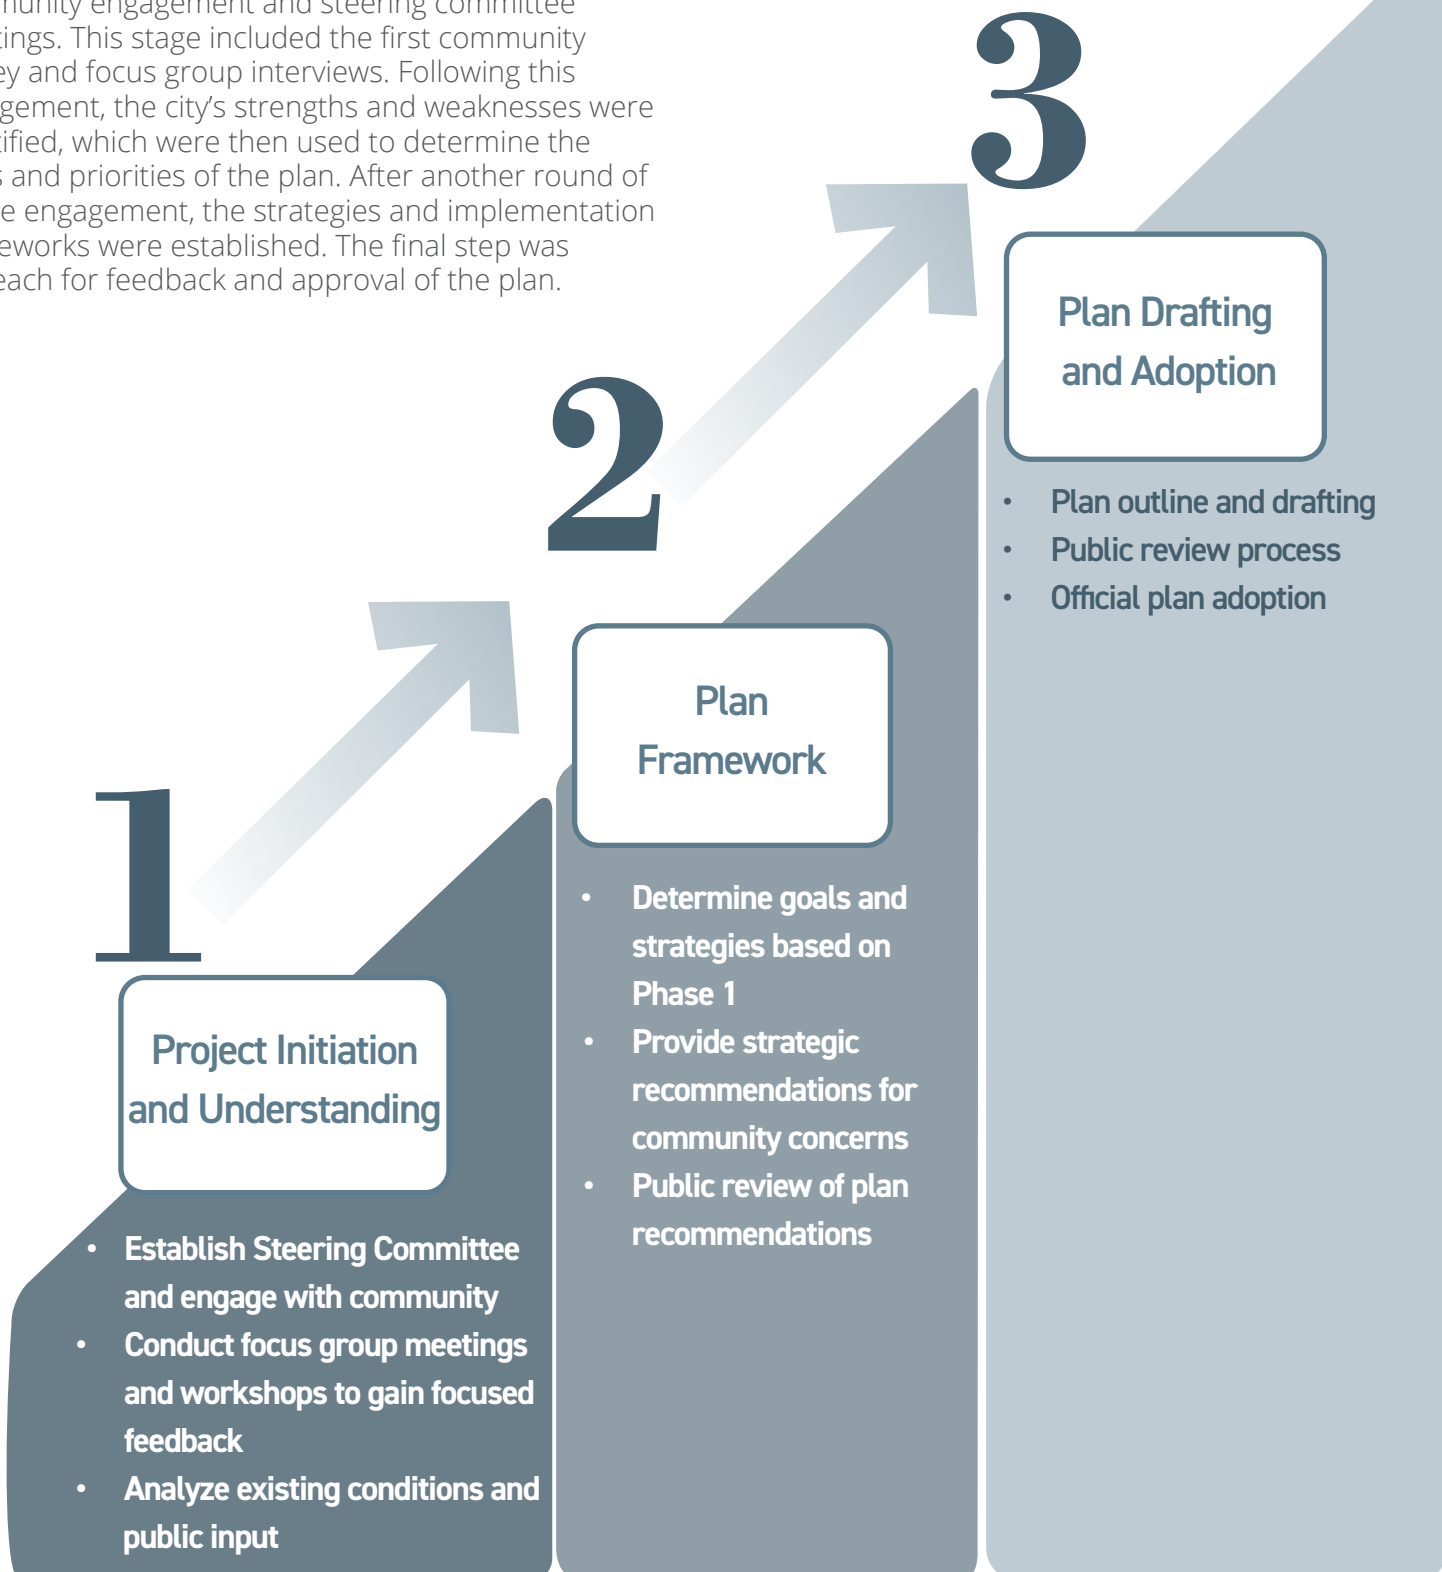 munity engagement and steering committee
tings. This stage included the first community
ey and focus group interviews. Following this
gement, the city's strengths and weaknesses were
tified, which were then used to determine the
s and priorities of the plan. After another round of
e engagement, the strategies and implementation
eworks were established. The final step was
each for feedback and approval of the plan.
1
Project Initiation
and Understanding
• Establish Steering Committee
and engage with community
• Conduct focus group meetings
and workshops to gain focused
feedback
• Analyze existing conditions and
public input
2
Plan
Framework
• Determine goals and
strategies based on
Phase 1
• Provide strategic
recommendations for
community concerns
• Public review of plan
recommendations
3
Plan Drafting
and Adoption
• Plan outline and drafting
• Public review process
• Official plan adoption